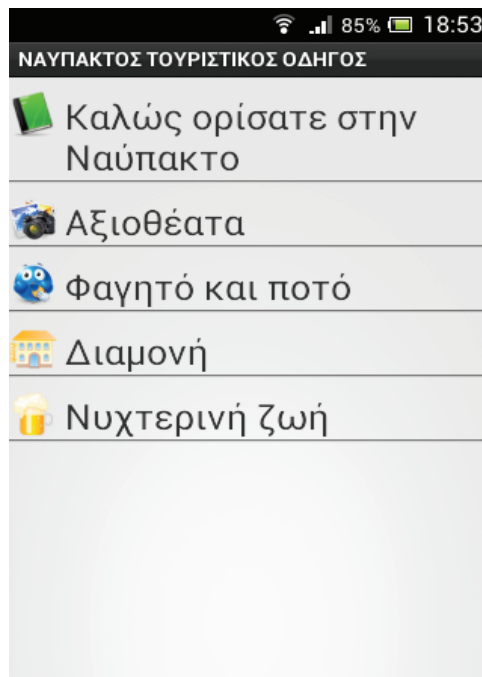 85% 18:53
ΝΑΥΠΑΚΤΟΣ ΤΟΥΡΙΣΤΙΚΟΣ ΟΔΗΓΟΣ
Καλώς ορίσατε στην
Ναύπακτο
Αξιοθέατα
Φαγητό και ποτό
Διαμονή
Νυχτερινή ζωή